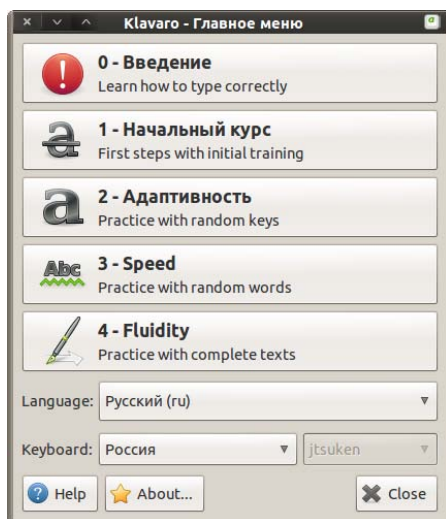 Klavaro - Главное меню
0 - Введение
Learn how to type correctly
1 - Начальный курс
a
First steps with initial training
2 - Адаптивность
a
Practice with random keys
Abc
3 - Speed
Practice with random words
4 - Fluidity
Practice with complete texts
Language: Русский (ru)
Keyboard: Россия jtsuken
Help About... Close